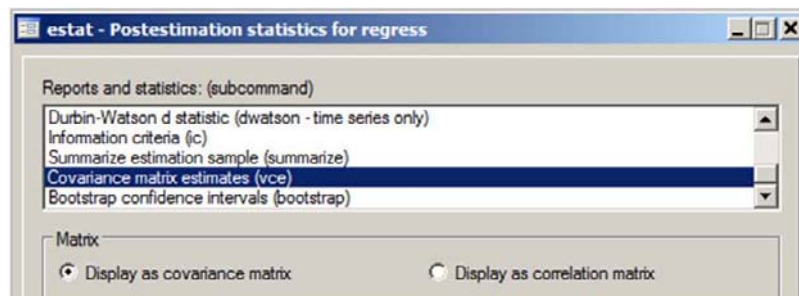 estat - Postestimation statistics for regress
Reports and statistics: (subcommand)
Durbin-Watson d statistic (dwatson - time series only)
Information criteria (ic)
Summarize estimation sample (summarize)
Covariance matrix estimates (vce)
Bootstrap confidence intervals (bootstrap)
Matrix
Display as covariance matrix Display as correlation matrix